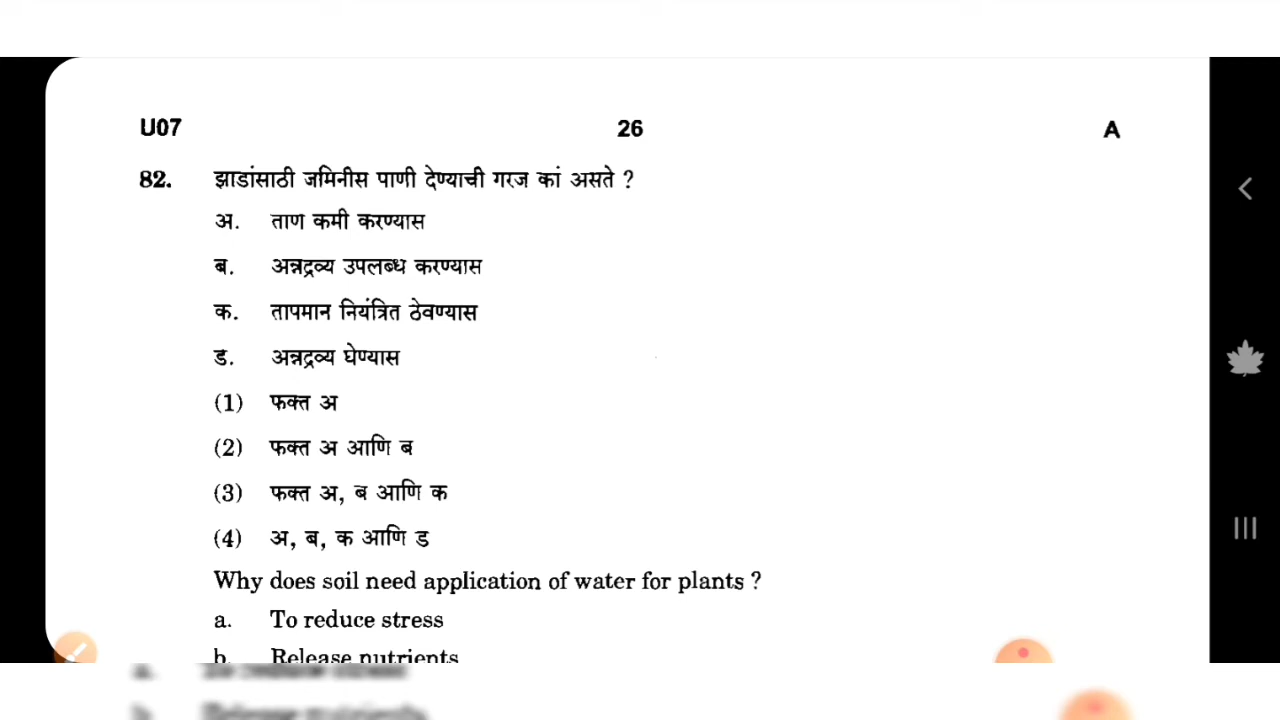 U07 26 A
82. झाडांसाठी जमिनीस पाणी देण्याची गरज कां असते ?
अ. ताण कमी करण्यास
ब. अन्नद्रव्य उपलब्ध करण्यास
क. तापमान नियंत्रित ठेवण्यास
ड. अन्नद्रव्य घेण्यास
(1) फक्त अ
(2) फक्त अ आणि ब
(3) फक्त अ, ब आणि क
(4) अ, ब, क आणि ड
Why does soil need application of water for plants ?
a. To reduce stress
b. Release nutrients